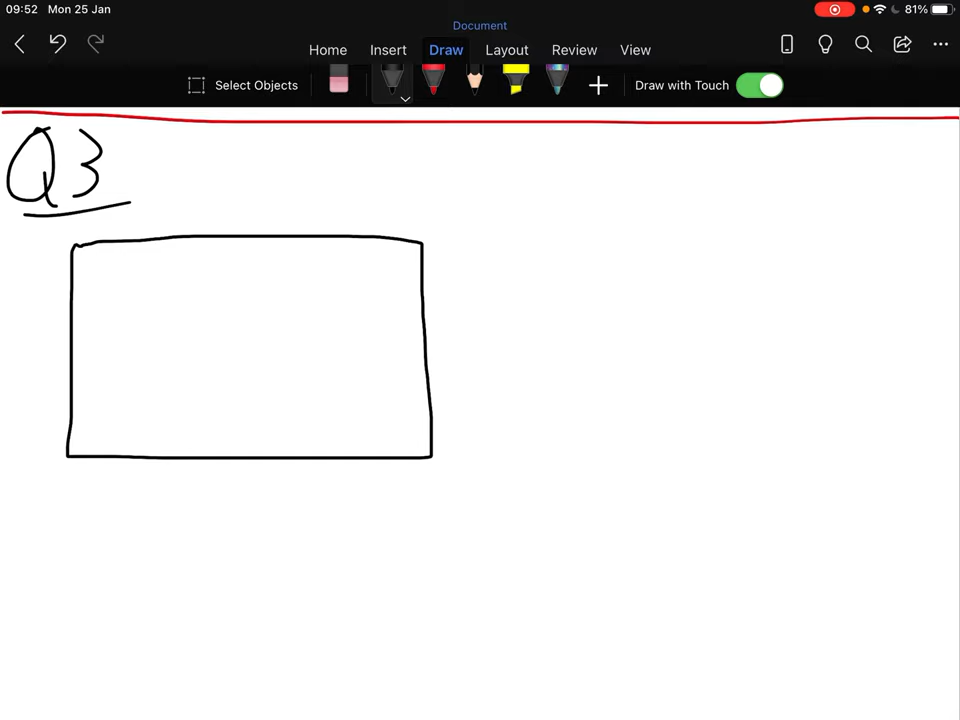 09:52 Mon 25 Jan 81%
Document
Home Insert Draw Layout Review View
Select Objects Draw with Touch
Q3